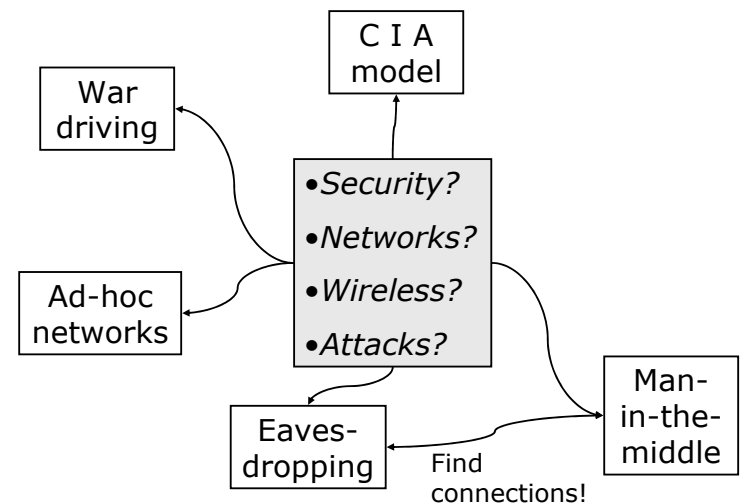 C I A
model
War
driving
•Security?
•Networks?
•Wireless?
•Attacks?
Ad-hoc
networks
Man-
in-the-
middle
Eaves-
dropping
Find
connections!